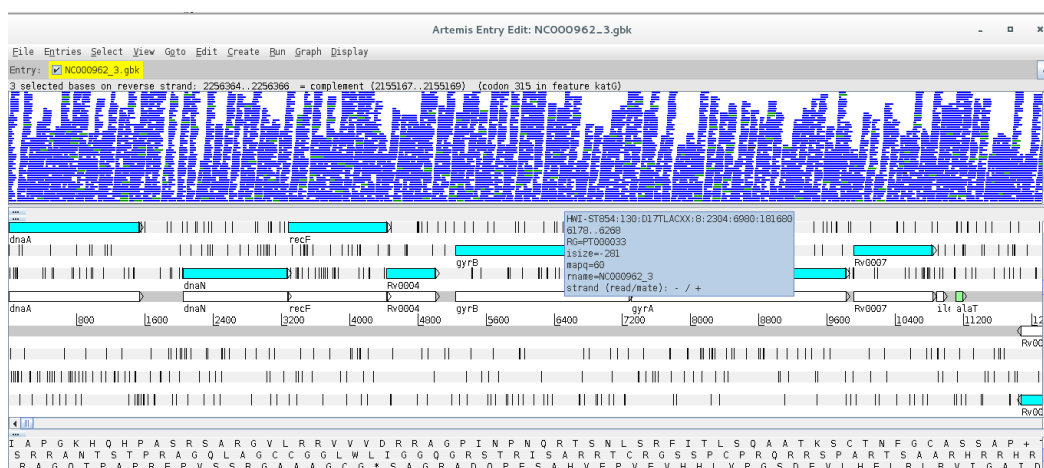 Artemis Entry Edit: NC000962_3.gbk
File Entries Select View Goto Edit Create Run Graph Display
Entry: NC000962_3.gbk
3 selected bases on reverse strand: 2256364..2256366 = complement (2155167..2155169) (codon 315 in feature katG)
HWI-ST854:130:D17TLACXX:8:2304:6980:181680
6178..6268
RG=PT000033
isize=-281
mapq=60
rname=NC000962_3
strand (read/mate): - / +
dnaA recF
gyrB Rv0007
dnaN Rv0004
dnaA dnaN recF Rv0004 gyrB gyrA Rv0007 alaT
800 1600 2400 3200 4000 4800 5600 6400 7200 8000 8800 9600 10400 11200 12
Rv00
Rv00
I A P G K H Q H P A S R S A R G V L R R V V V D R R A G P I N P N Q R T S N L S R F I T L S Q A A T K S C T N F G C A S S A P +
S R R A N T S T P R A G Q L A G C C G L W L I G G R G S S P C P R Q R R S P A R T S A A R H R R H R